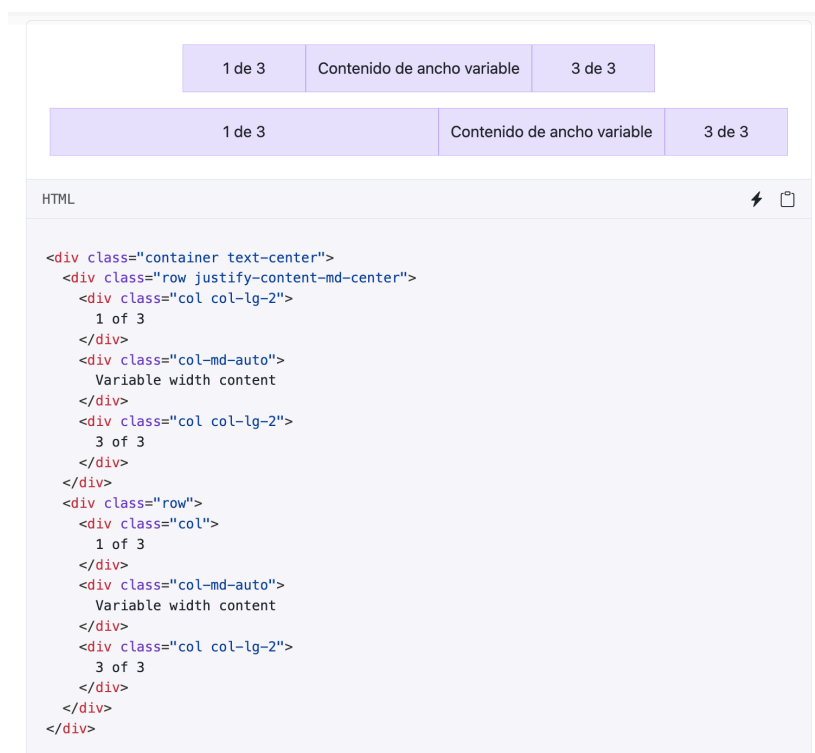 1 de 3 Contenido de ancho variable 3 de 3
1 de 3 Contenido de ancho variable 3 de 3
HTML
<div class="container text-center">
  <div class="row justify-content-md-center">
    <div class="col col-lg-2">
      1 of 3
    </div>
    <div class="col-md-auto">
      Variable width content
    </div>
    <div class="col col-lg-2">
      3 of 3
    </div>
  </div>
  <div class="row">
    <div class="col">
      1 of 3
    </div>
    <div class="col-md-auto">
      Variable width content
    </div>
    <div class="col col-lg-2">
      3 of 3
    </div>
  </div>
</div>